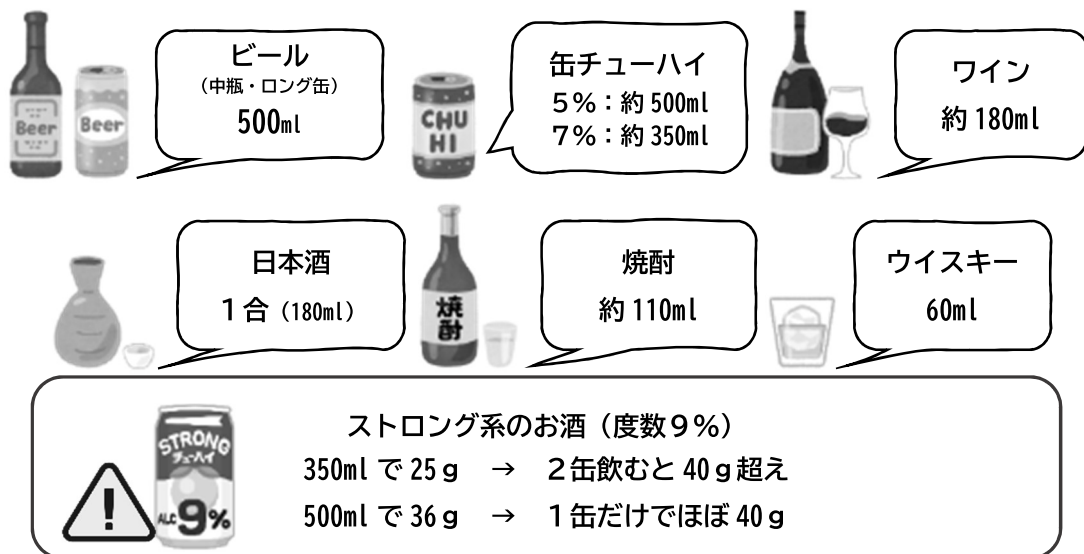 ビール
（中瓶・ロング缶）
500ml
Beer
Beer
缶チューハイ
５％：約500ml
７％：約350ml
CHU
HI
ワイン
約180ml
日本酒
１合（180ml）
焼酎
約110ml
焼
酎
ウイスキー
60ml
ストロング系のお酒（度数９％）
350mlで25ｇ　→　２缶飲むと40ｇ超え
500mlで36ｇ　→　１缶だけでほぼ40ｇ
STRONG
チューハイ
ALC 9%
!